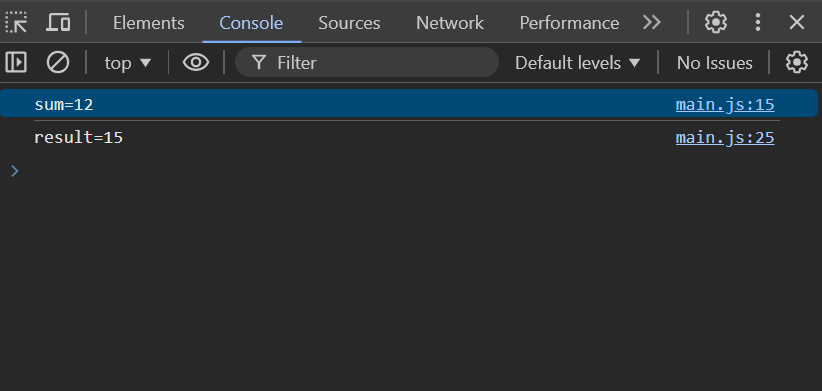 Elements Console Sources Network Performance
top Filter Default levels No Issues
sum=12 main.js:15
result=15 main.js:25